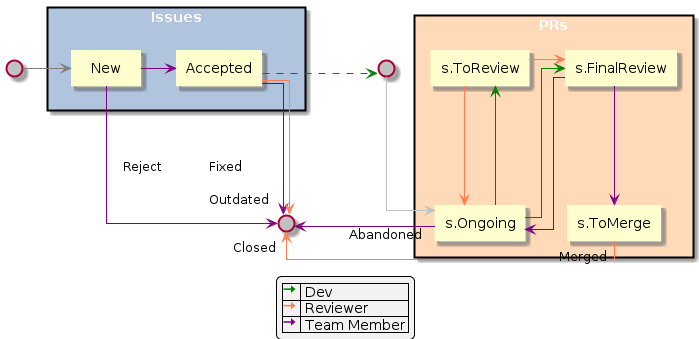 Issues
PRs
New
Accepted
s.ToReview
s.FinalReview
Reject
Fixed
Outdated
s.Ongoing
s.ToMerge
Abandoned
Closed
Merged
Dev
Reviewer
Team Member